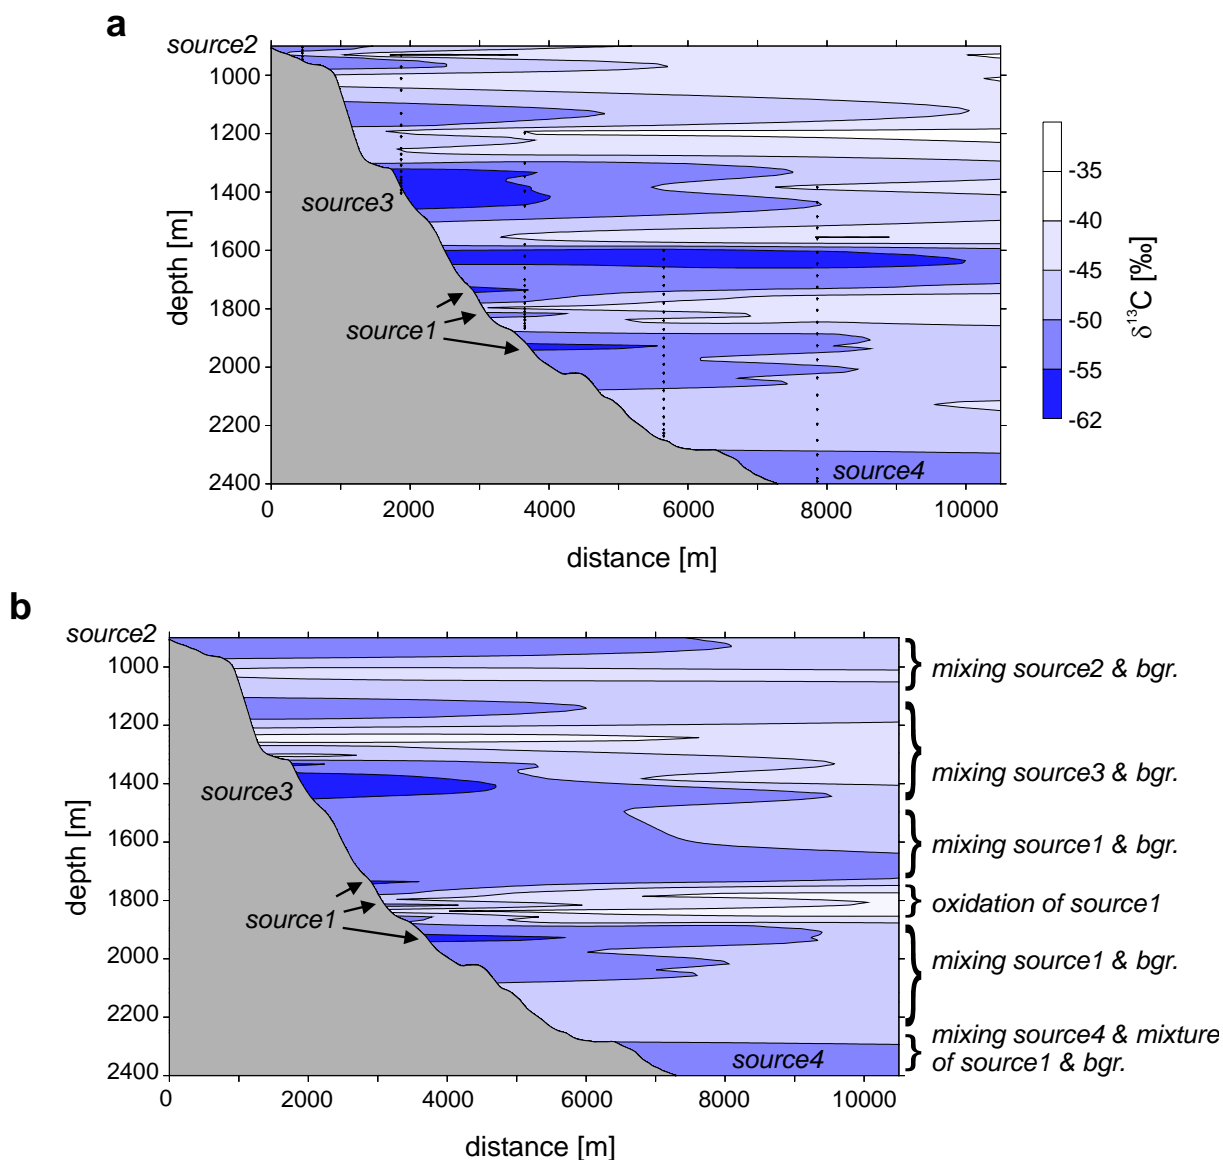 a
source2
1000
1200
1400
1600
1800
2000
2200
2400
depth [m]
source3
source1
source4
0
2000
4000
6000
8000
10000
distance [m]
-35
-40
-45
-50
-55
-62
δ13C [‰]
b
source2
1000
1200
1400
1600
1800
2000
2200
2400
depth [m]
source3
source1
source4
0
2000
4000
6000
8000
10000
distance [m]
mixing source2 & bgr.
mixing source3 & bgr.
mixing source1 & bgr.
oxidation of source1
mixing source1 & bgr.
mixing source4 & mixture
of source1 & bgr.